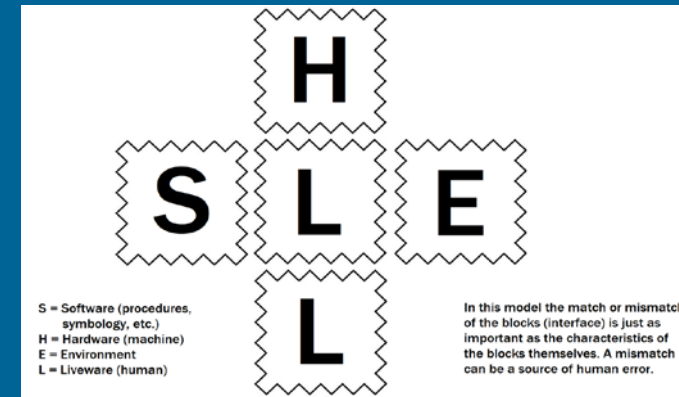 H
S L E
L
S = Software (procedures,
symbology, etc.)
H = Hardware (machine)
E = Environment
L = Liveware (human)
In this model the match or mismatch
of the blocks (interface) is just as
important as the characteristics of
the blocks themselves. A mismatch
can be a source of human error.